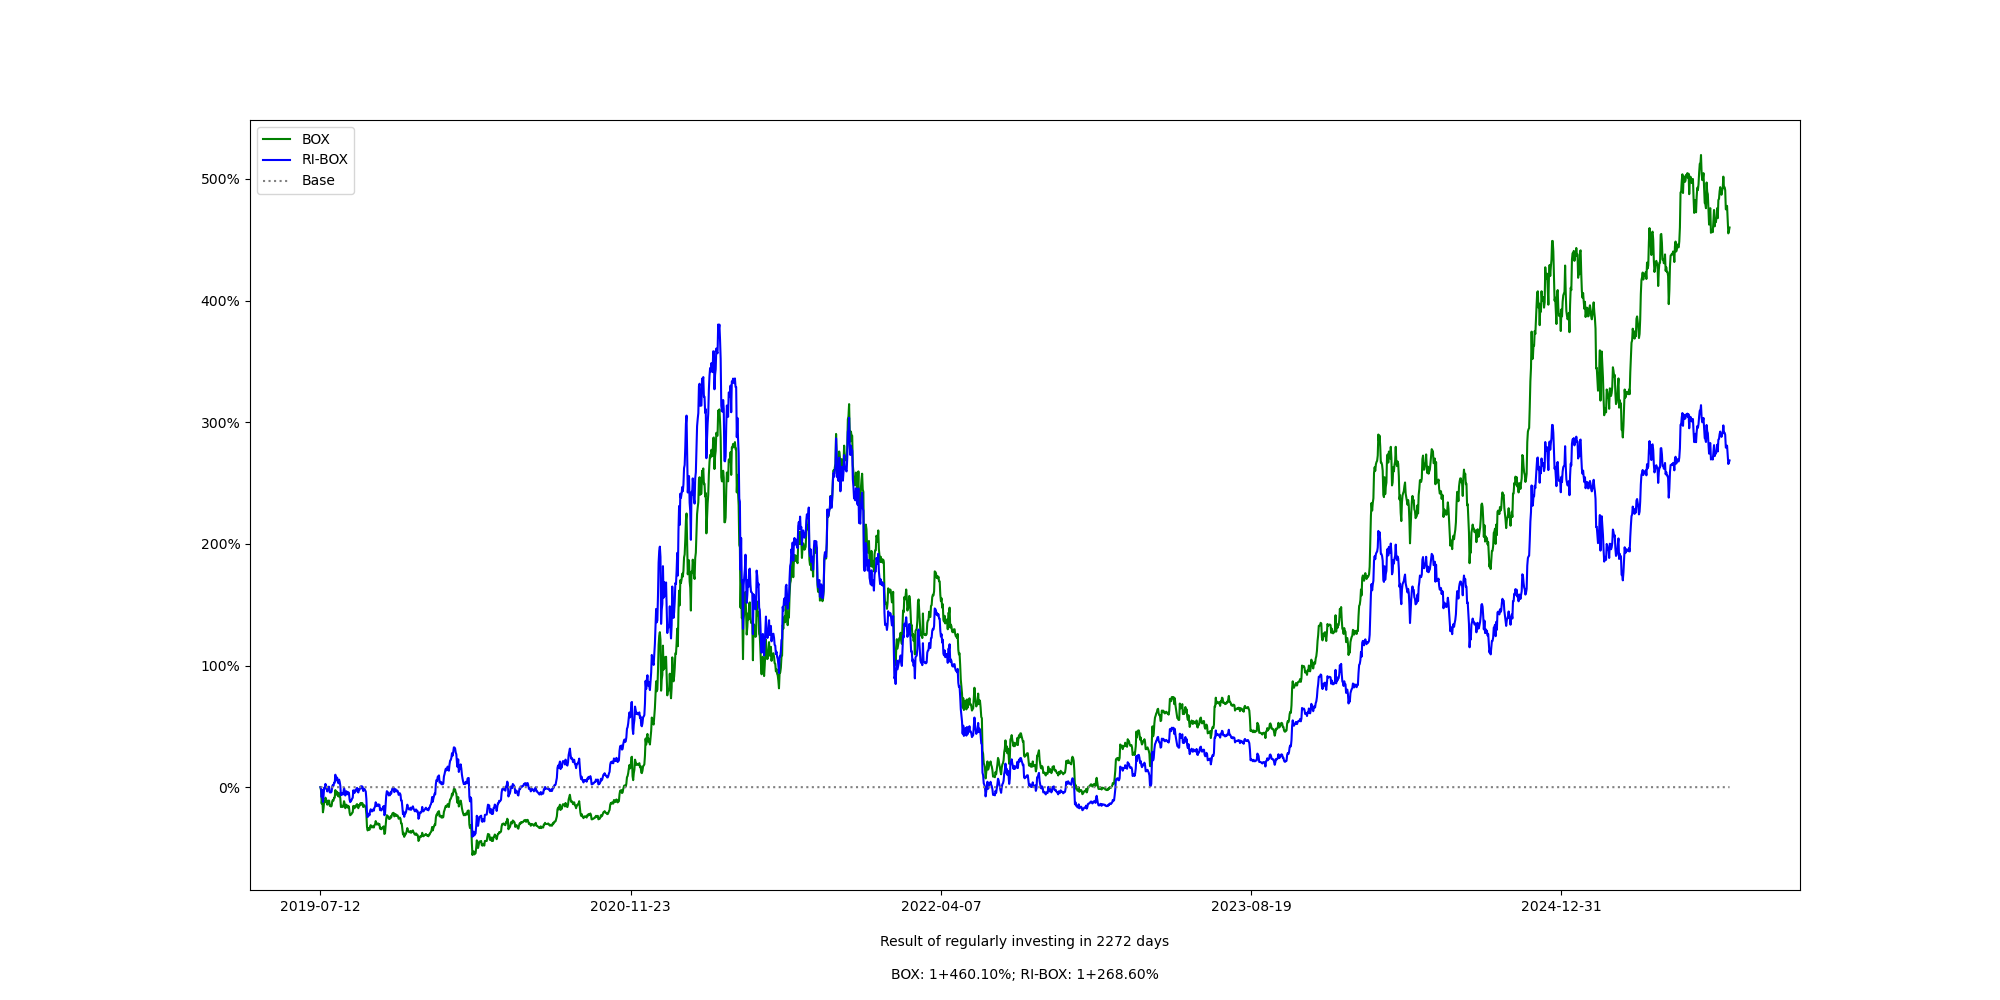 BOX
RI-BOX
Base
500%
400%
300%
200%
100%
0%
2019-07-12 2020-11-23 2022-04-07 2023-08-19 2024-12-31
Result of regularly investing in 2272 days
BOX: 1+460.10%; RI-BOX: 1+268.60%